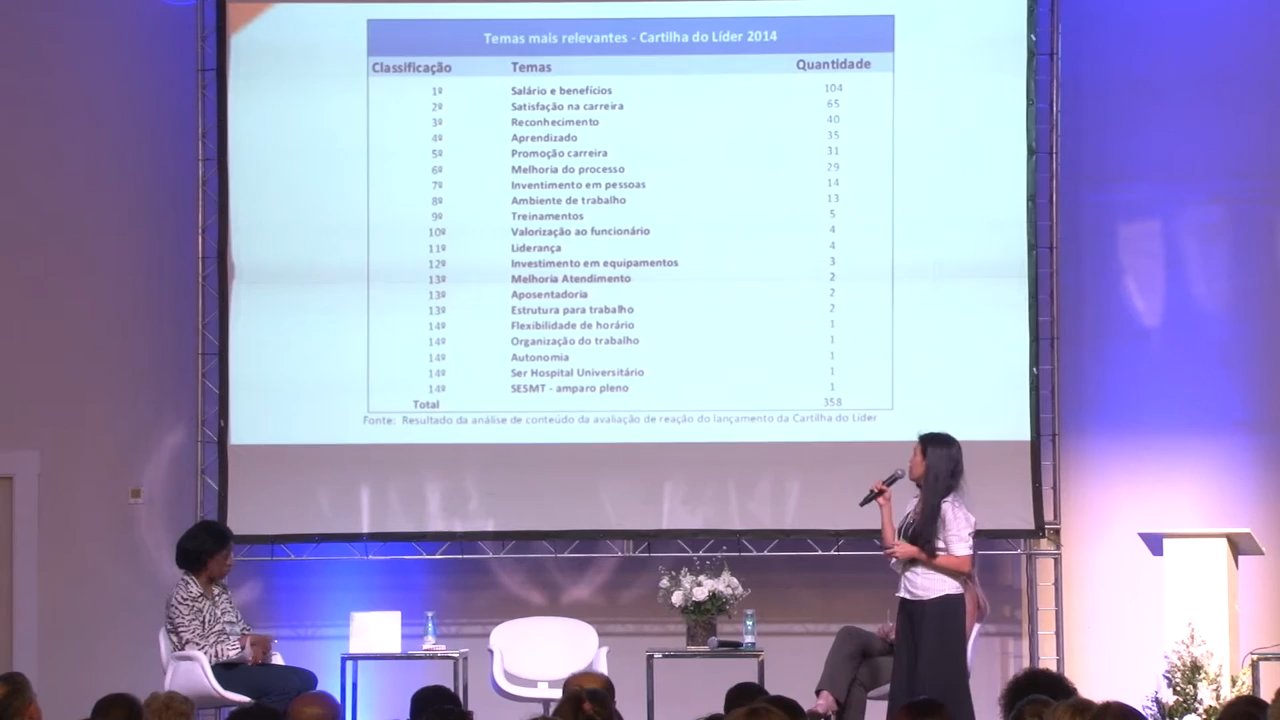 Temas mais relevantes - Cartilha do Líder 2014
Classificação Temas Quantidade
1º Salário e benefícios 104
2º Satisfação na carreira 65
3º Reconhecimento 40
4º Aprendizado 35
5º Promoção carreira 31
6º Melhoria do processo 29
7º Inventimento em pessoas 14
8º Ambiente de trabalho 13
9º Treinamentos 5
10º Valorização ao funcionário 4
11º Liderança 4
12º Investimento em equipamentos 3
13º Melhoria Atendimento 2
13º Aposentadoria 2
13º Estrutura para trabalho 2
14º Flexibilidade de horário 1
14º Organização do trabalho 1
14º Autonomia 1
14º Ser Hospital Universitário 1
14º SESMT - amparo pleno 1
Total 358
Fonte: Resultado da análise de conteúdo da avaliação de reação do lançamento da Cartilha do Líder